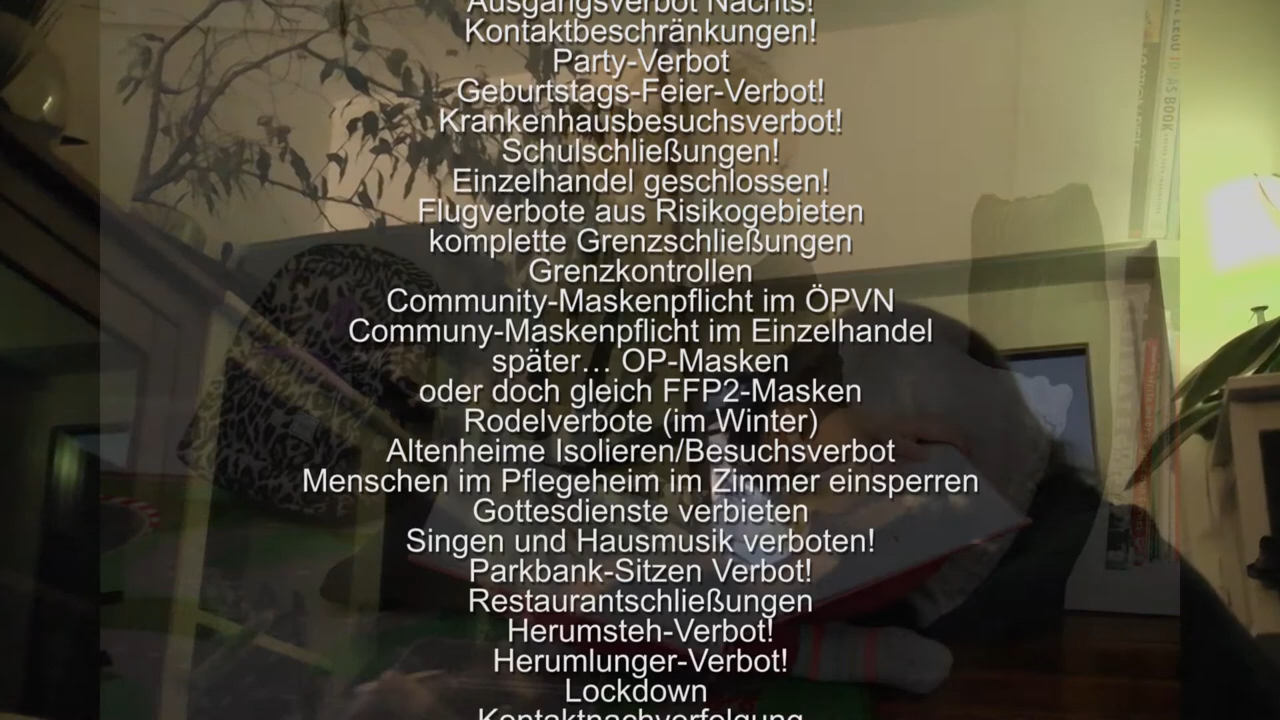 Ausgangsverbot Nachts!
Kontaktbeschränkungen!
Party-Verbot
Geburtstags-Feier-Verbot!
Krankenhausbesuchsverbot!
Schulschließungen!
Einzelhandel geschlossen!
Flugverbote aus Risikogebieten
komplette Grenzschließungen
Grenzkontrollen
Community-Maskenpflicht im ÖPVN
Communy-Maskenpflicht im Einzelhandel
später… OP-Masken
oder doch gleich FFP2-Masken
Rodelverbote (im Winter)
Altenheime Isolieren/Besuchsverbot
Menschen im Pflegeheim im Zimmer einsperren
Gottesdienste verbieten
Singen und Hausmusik verboten!
Parkbank-Sitzen Verbot!
Restaurantschließungen
Herumsteh-Verbot!
Herumlunger-Verbot!
Lockdown
Kontaktnachverfolgung